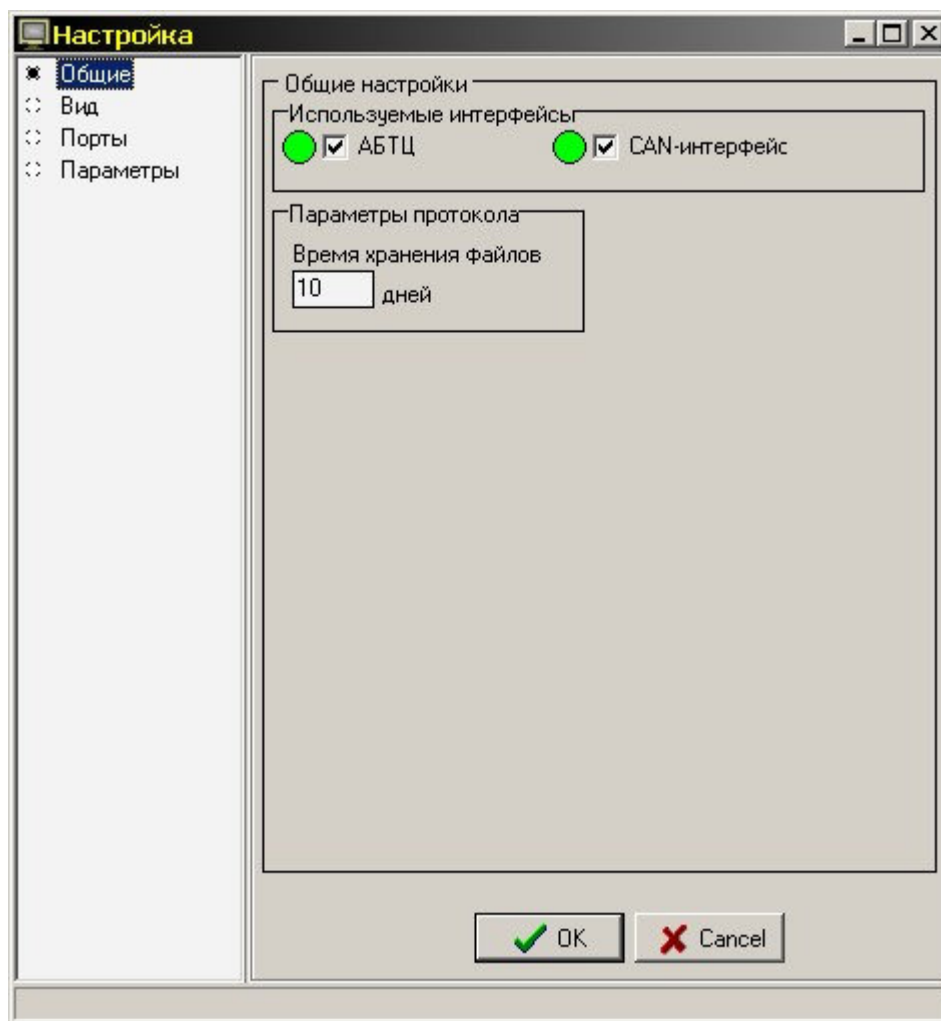 Настройка
Общие
Вид
Порты
Параметры
Общие настройки
Используемые интерфейсы
АБТЦ
CAN-интерфейс
Параметры протокола
Время хранения файлов
10 дней
OK
Cancel